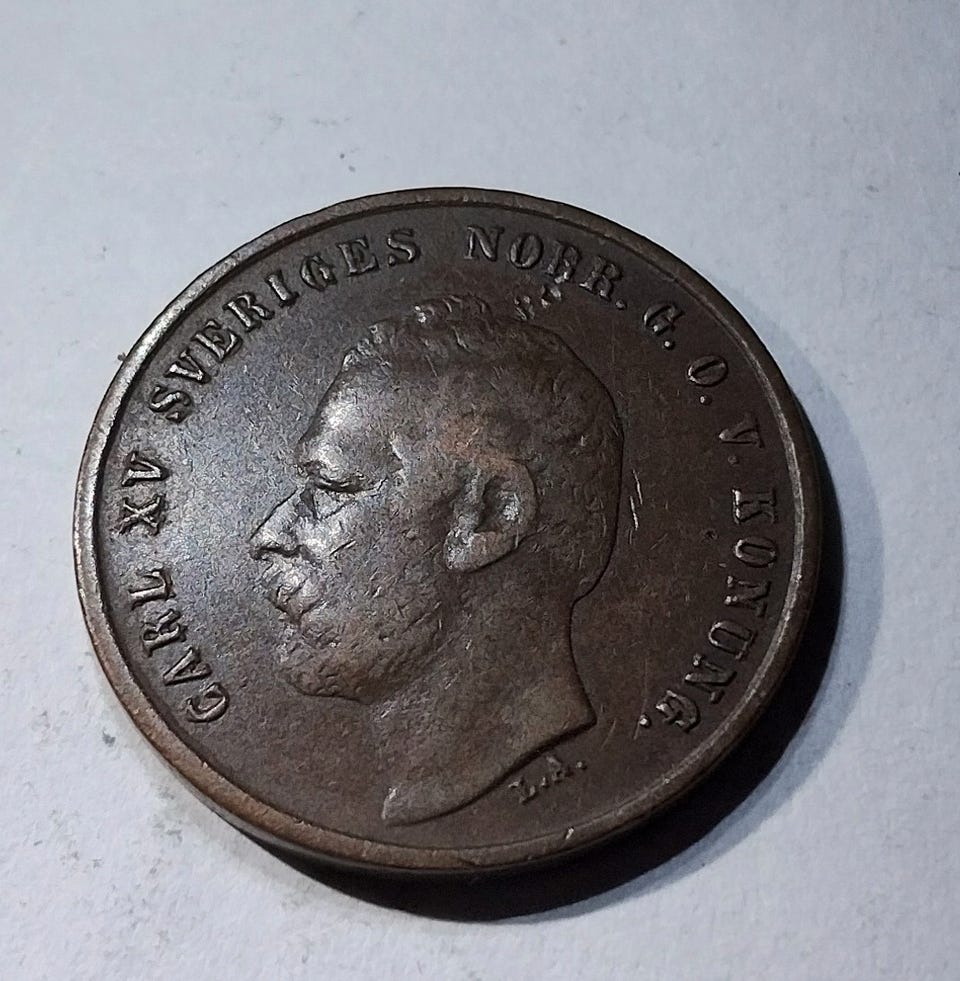 CARL XV SVERIGES NORR. G. O. V. KONUNG.
L.A.